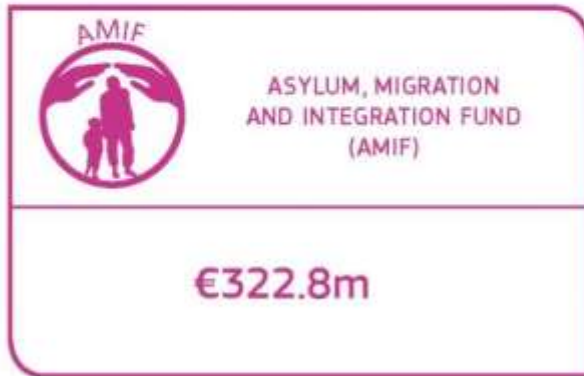 AMIF
ASYLUM, MIGRATION
AND INTEGRATION FUND
(AMIF)
€322.8m